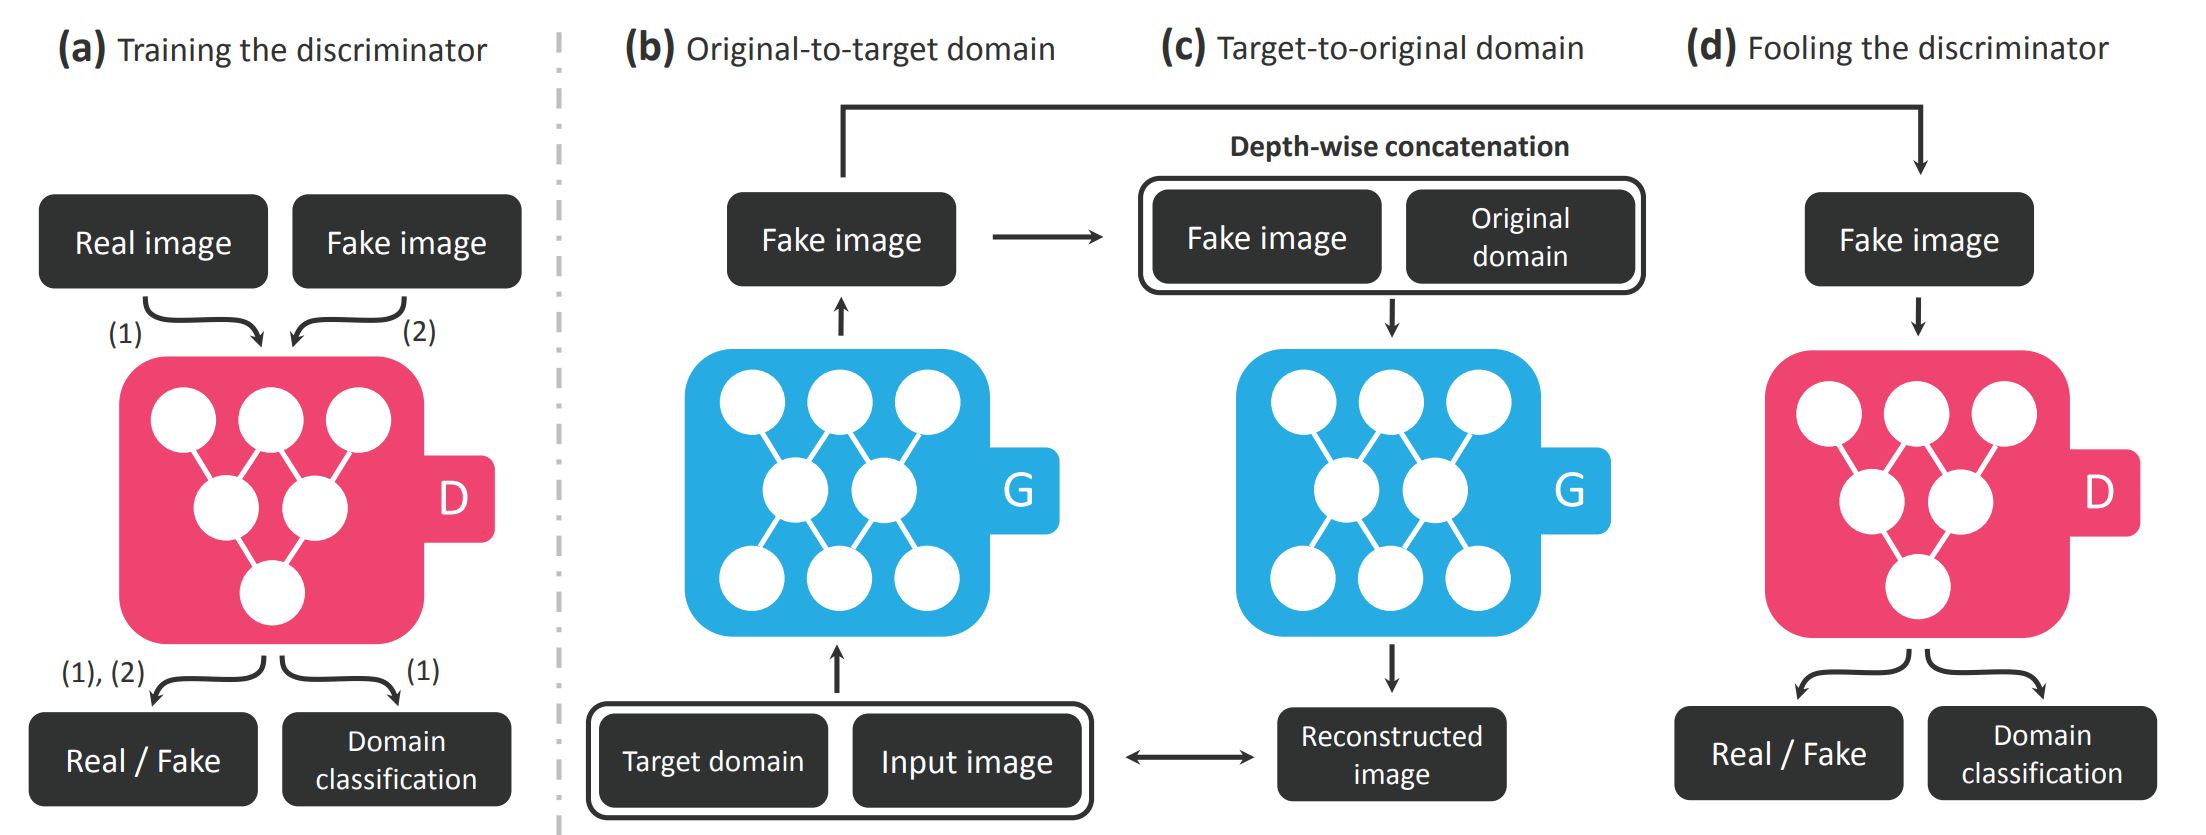 (a) Training the discriminator
Real image
Fake image
(1)
(2)
D
(1), (2)
(1)
Real / Fake
Domain
classification
(b) Original-to-target domain
Fake image
G
Target domain
Input image
(c) Target-to-original domain
Depth-wise concatenation
Fake image
Original
domain
G
Reconstructed
image
(d) Fooling the discriminator
Fake image
D
Real / Fake
Domain
classification